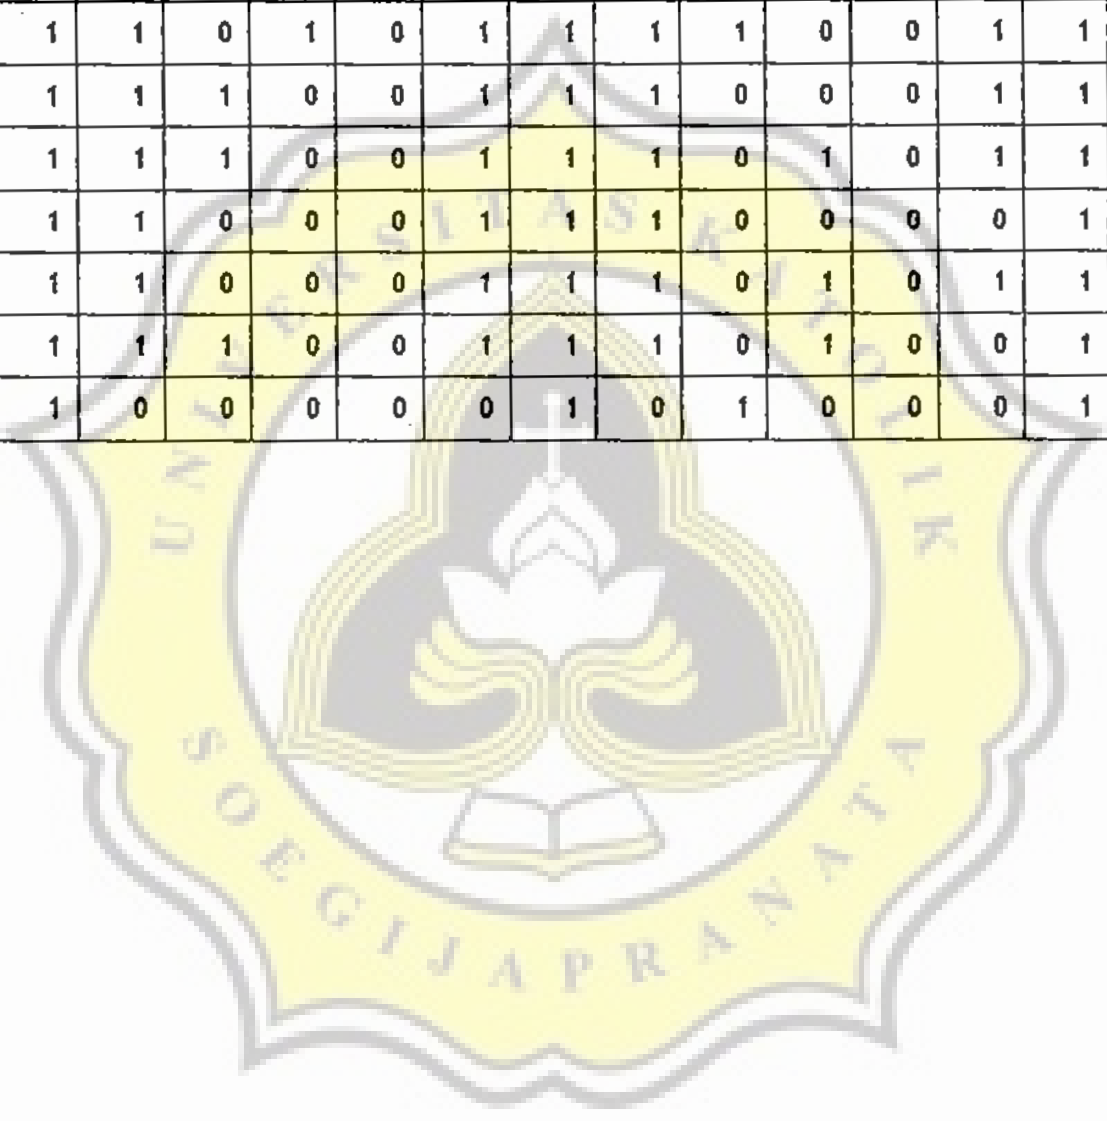 1 1 0 1 0 1 1 1 1 0 0 1 1
1 1 1 0 0 1 1 1 0 0 0 1 1
1 1 1 0 0 1 1 1 0 1 0 1 1
1 1 0 0 0 1 1 1 0 0 0 0 1
1 1 0 0 0 1 1 1 0 1 0 1 1
1 1 1 0 0 1 1 1 0 1 0 0 1
1 0 0 0 0 0 1 0 1 0 0 0 1
UNIVERSITAS KATOLIK
SOEGIJAPRANATA